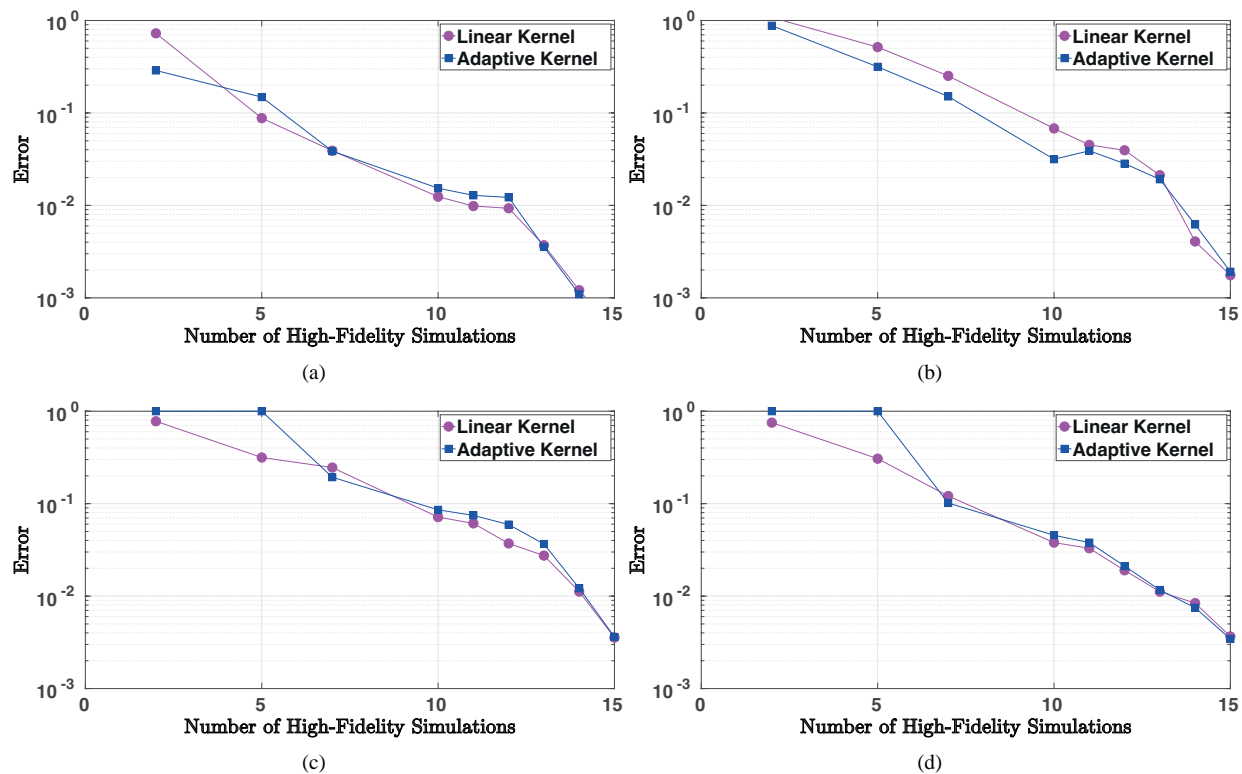 10^0
10^-1
10^-2
10^-3
Error
0
5
10
15
Number of High-Fidelity Simulations
Linear Kernel
Adaptive Kernel
(a)
10^0
10^-1
10^-2
10^-3
Error
0
5
10
15
Number of High-Fidelity Simulations
Linear Kernel
Adaptive Kernel
(b)
10^0
10^-1
10^-2
10^-3
Error
0
5
10
15
Number of High-Fidelity Simulations
Linear Kernel
Adaptive Kernel
(c)
10^0
10^-1
10^-2
10^-3
Error
0
5
10
15
Number of High-Fidelity Simulations
Linear Kernel
Adaptive Kernel
(d)